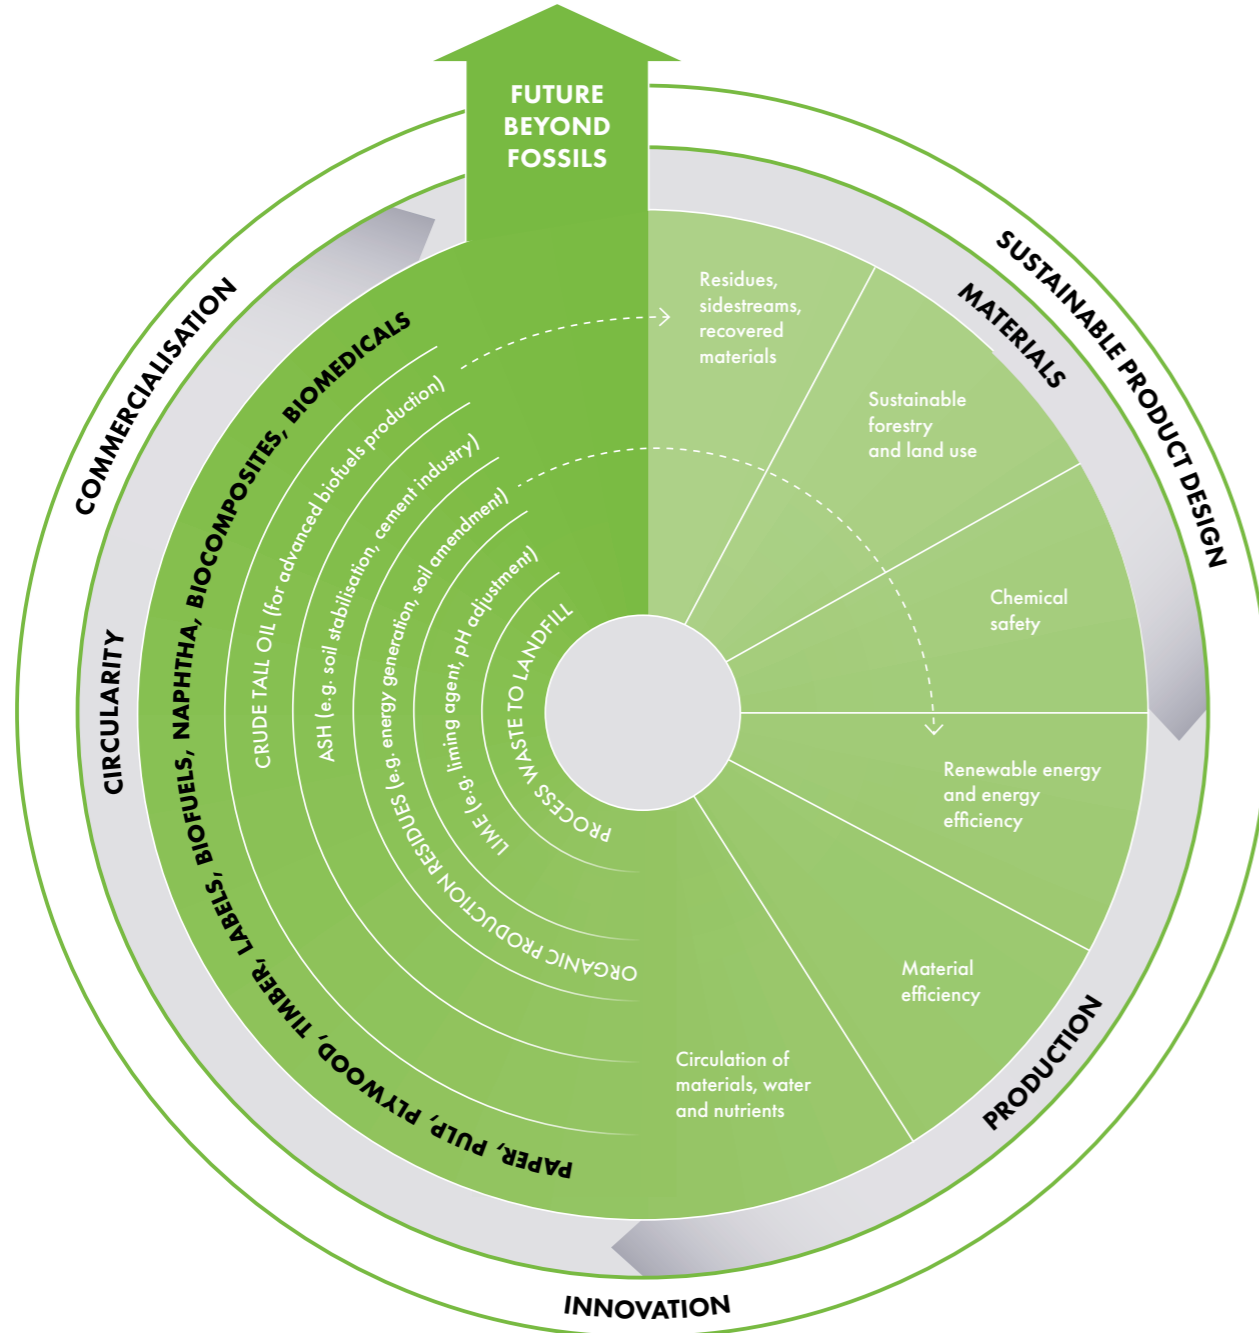 FUTURE
BEYOND
FOSSILS
COMMERCIALISATION
SUSTAINABLE PRODUCT DESIGN
INNOVATION
MATERIALS
PRODUCTION
CIRCULARITY
Residues,
sidestreams,
recovered
materials
Sustainable
forestry
and land use
Chemical
safety
Renewable energy
and energy
efficiency
Material
efficiency
Circulation of
materials, water
and nutrients
PAPER, PULP, PLYWOOD, TIMBER, LABELS, BIOFUELS, NAPHTHA, BIOCOMPOSITES, BIOMEDICALS
CRUDE TALL OIL (for advanced biofuels production)
ASH (e.g. soil stabilisation, cement industry)
ORGANIC PRODUCTION RESIDUES (e.g. energy generation, soil amendment)
LIME (e.g. liming agent, pH adjustment)
PROCESS WASTE TO LANDFILL